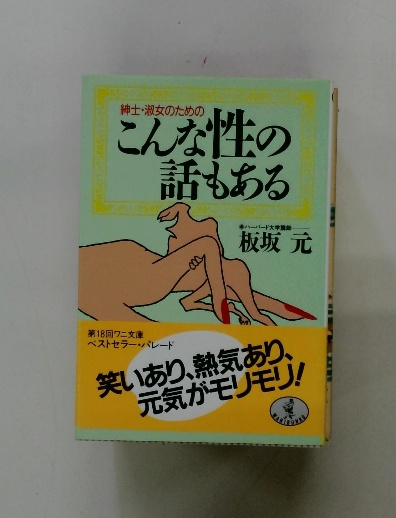 紳士・淑女のための
こんな性の
話もある
●ハーバード大学講師
板坂 元
第18回ワニ文庫
ベストセラー・パレード
笑いあり、熱気あり、
元気がモリモリ!
WANIBUNKO